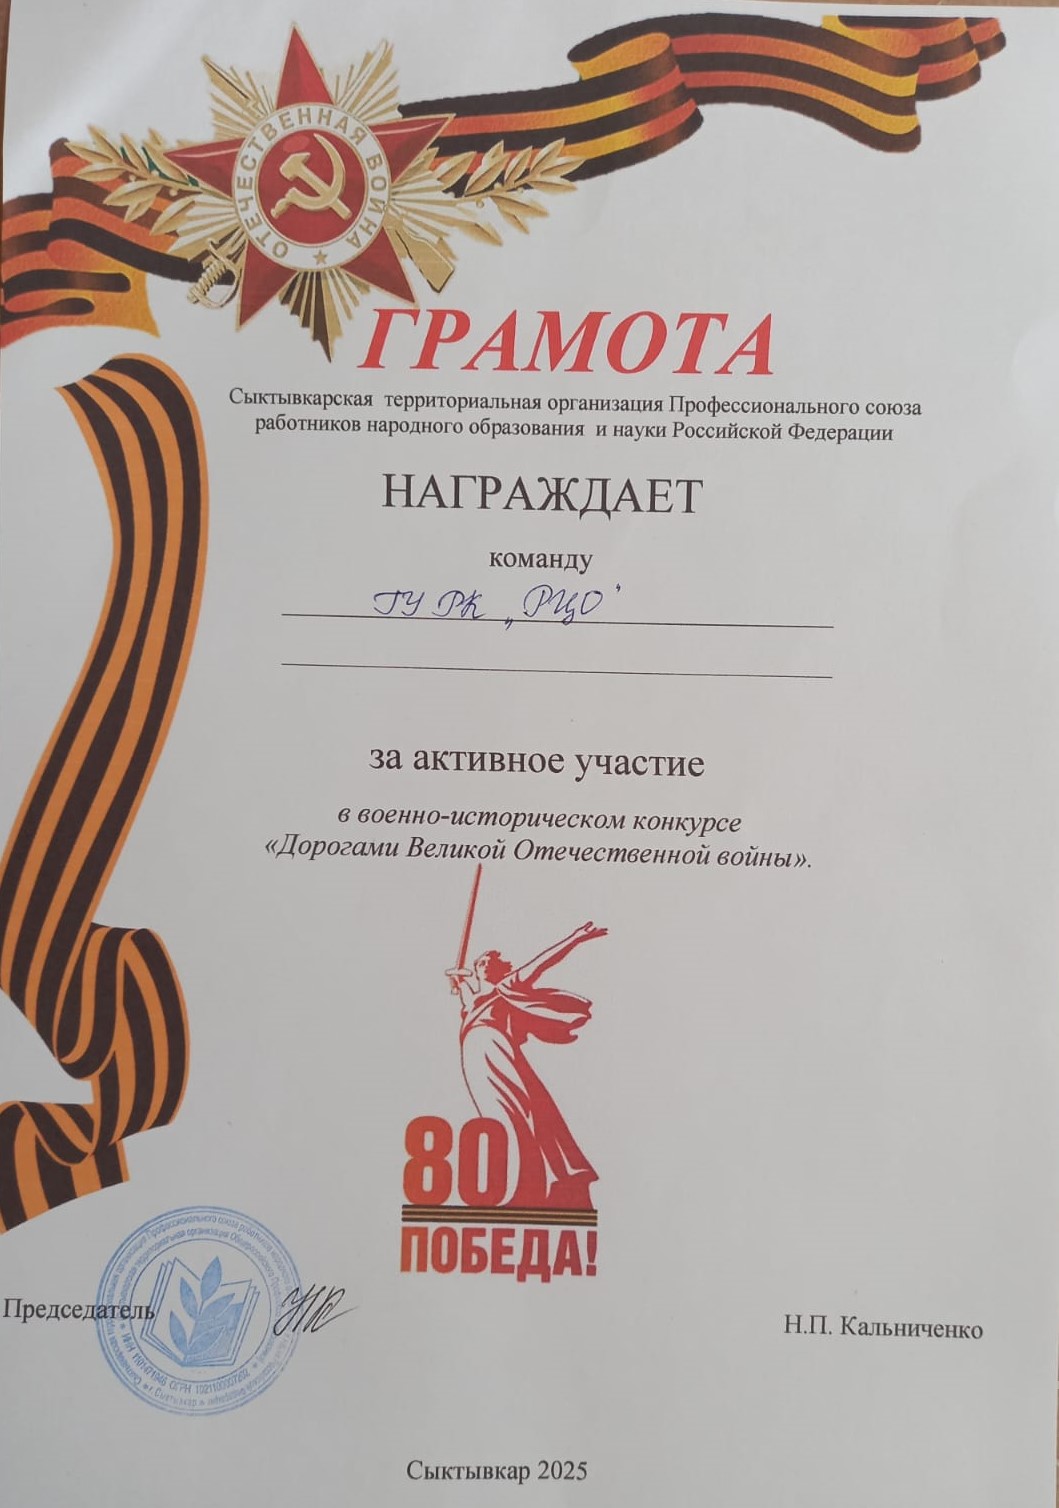 ОТЕЧЕСТВЕННАЯ ВОЙНА
ГРАМОТА
Сыктывкарская территориальная организация Профессионального союза
работников народного образования и науки Российской Федерации
НАГРАЖДАЕТ
команду
ГУ РК „РЦО"
за активное участие
в военно-историческом конкурсе
«Дорогами Великой Отечественной войны».
80
ПОБЕДА!
Председатель
Н.П. Кальниченко
Сыктывкар 2025